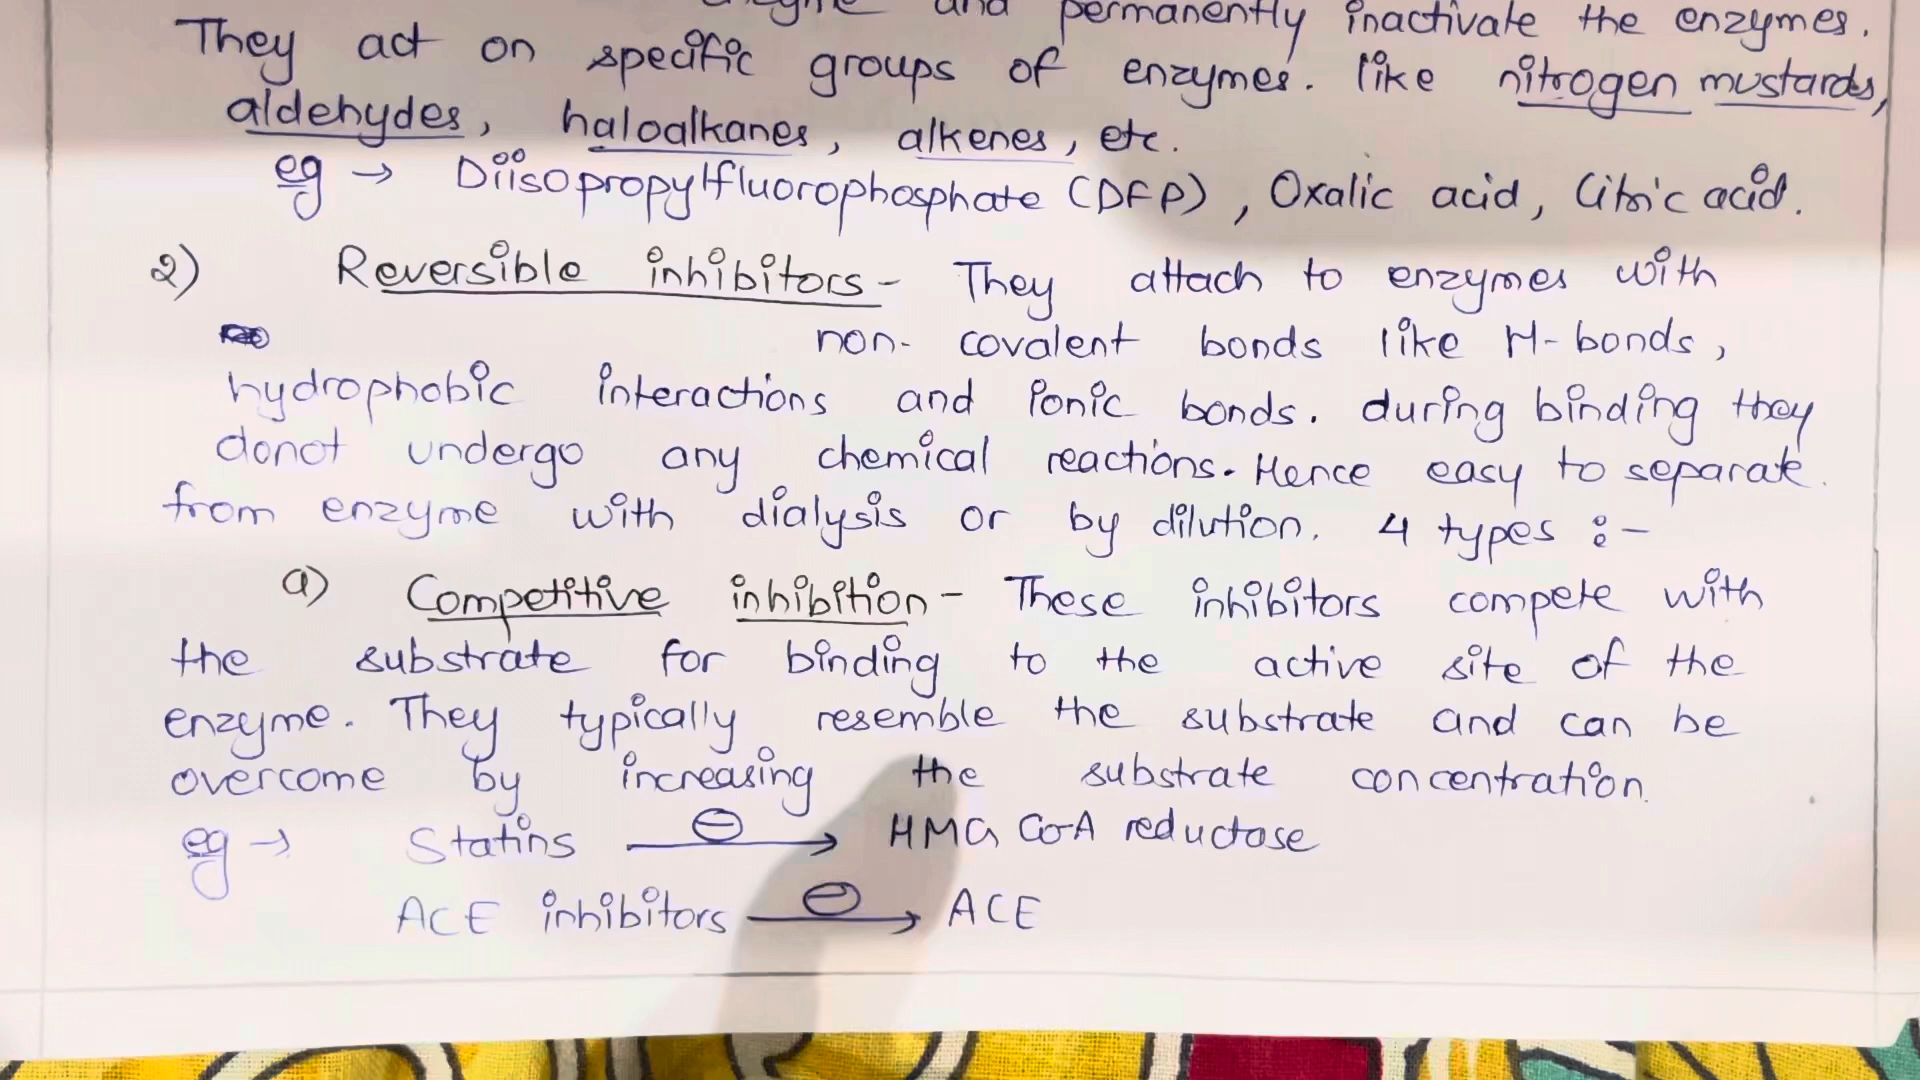 enzyme and permanently inactivate the enzymes.
They act on specific groups of enzymes. like nitrogen mustards,
aldehydes, haloalkanes, alkenes, etc.
eg → Diisopropylfluorophosphate (DFP), Oxalic acid, Citric acid.
2) Reversible inhibitors - They attach to enzymes with
non-covalent bonds like H-bonds,
hydrophobic interactions and ionic bonds. during binding they
donot undergo any chemical reactions. Hence easy to separate
from enzyme with dialysis or by dilution. 4 types :-
a) Competitive inhibition - These inhibitors compete with
the substrate for binding to the active site of the
enzyme. They typically resemble the substrate and can be
overcome by increasing the substrate concentration.
eg → Statins ⊖→ HMG Co-A reductase
ACE inhibitors ⊖→ ACE